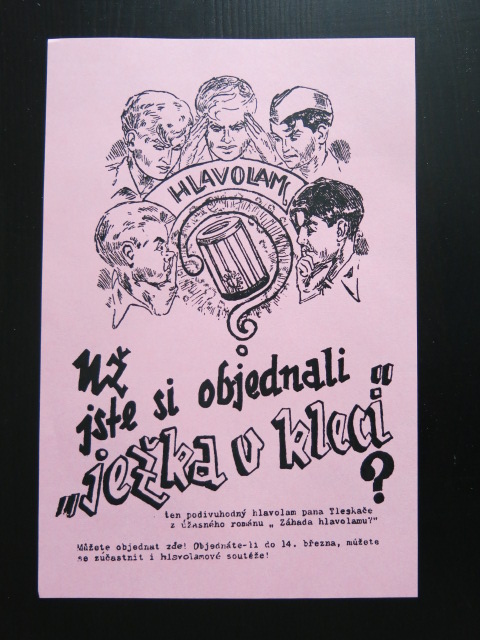 HLAVOLAM
Už
jste si objednali
„ježka v kleci"
?
ten podivuhodný hlavolam pana Tleskače
z úžasného románu „ Záhada hlavolamu?"
Můžete objednat zde! Objednáte-li do 14. března, můžete
se zúčastnit i hlavolamové soutěže!